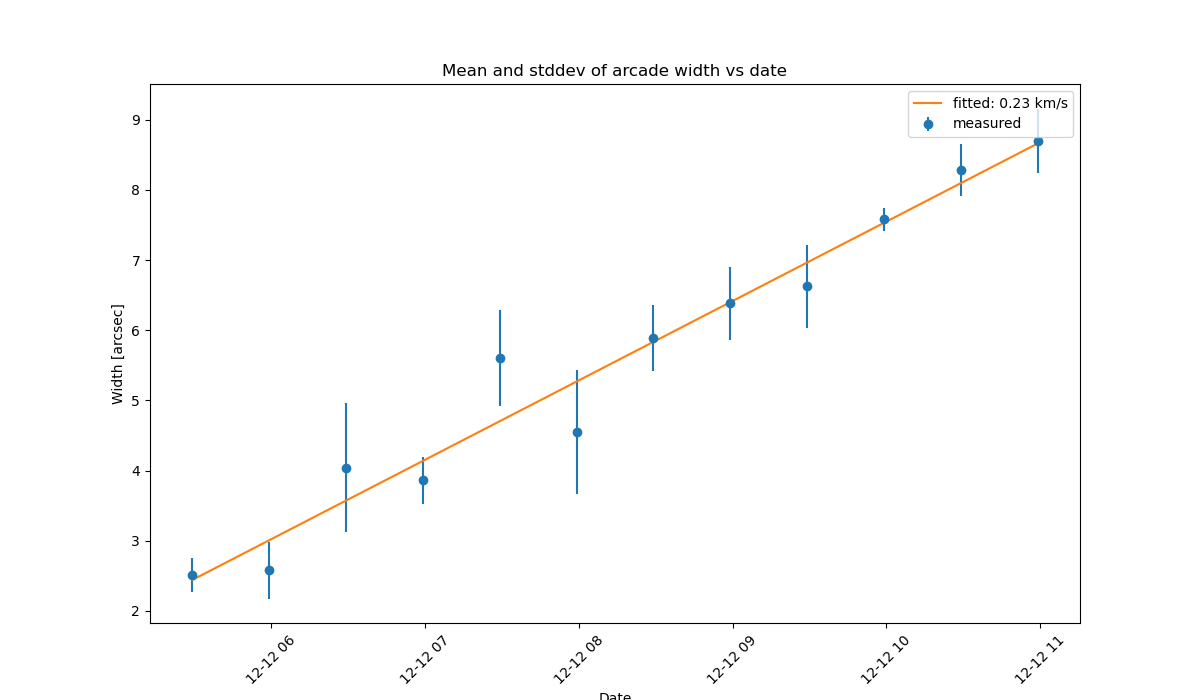 Mean and stddev of arcade width vs date
fitted: 0.23 km/s
measured
Width [arcsec]
9
8
7
6
5
4
3
2
12-12 06
12-12 07
12-12 08
12-12 09
12-12 10
12-12 11
Date